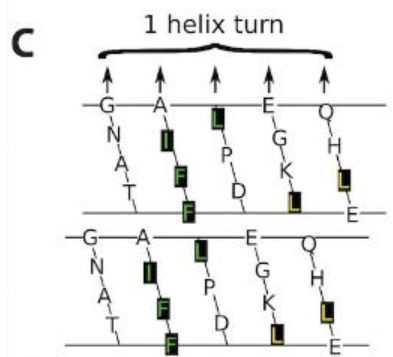 C
1 helix turn
G N A T
A I F F
L P D
E G K L
Q H L E
G N A T
A I F F
L P D
E G K L
Q H L E